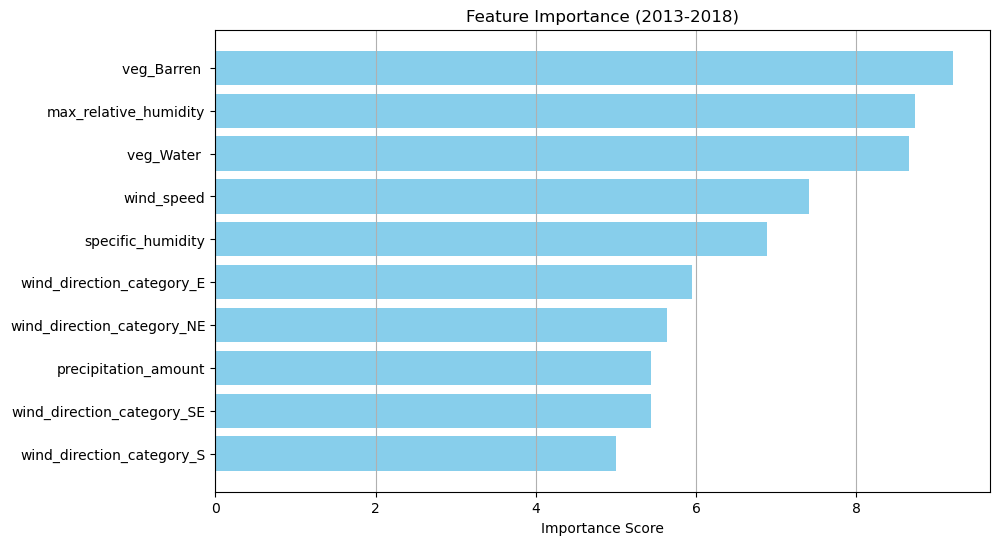 Feature Importance (2013-2018)
veg_Barren
max_relative_humidity
veg_Water
wind_speed
specific_humidity
wind_direction_category_E
wind_direction_category_NE
precipitation_amount
wind_direction_category_SE
wind_direction_category_S
0 2 4 6 8
Importance Score